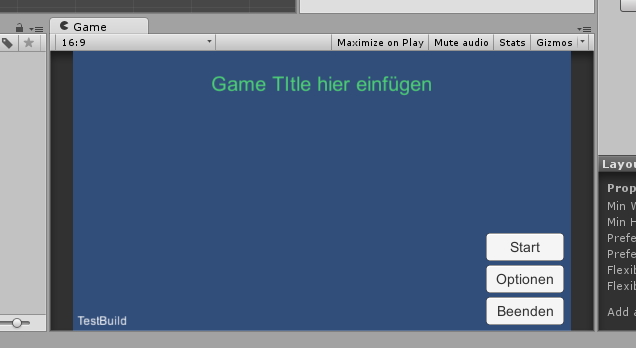 Game
16:9
Maximize on Play Mute audio Stats Gizmos
Game TItle hier einfügen
Start
Optionen
Beenden
TestBuild
Layou
Prop
Min W
Min H
Prefe
Prefe
Flexib
Flexib
Add a